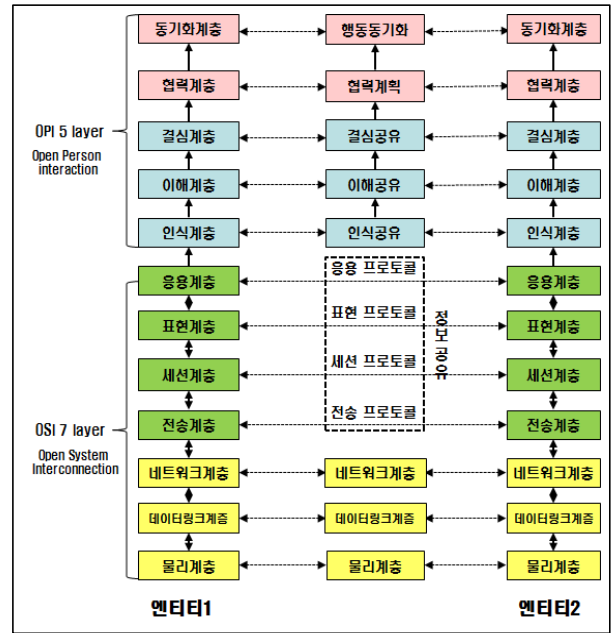 동기화계층 행동동기화 동기화계층
협력계층 협력계획 협력계층
OPI 5 layer
Open Person
interaction
결심계층 결심공유 결심계층
이해계층 이해공유 이해계층
인식계층 인식공유 인식계층
응용계층 응용 프로토콜 응용계층
표현계층 표현 프로토콜 표현계층
정보 공유
세션계층 세션 프로토콜 세션계층
전송계층 전송 프로토콜 전송계층
OSI 7 layer
Open System
Interconnection
네트워크계층 네트워크계층 네트워크계층
데이터링크계층 데이터링크계층 데이터링크계층
물리계층 물리계층 물리계층
엔티티1 엔티티2